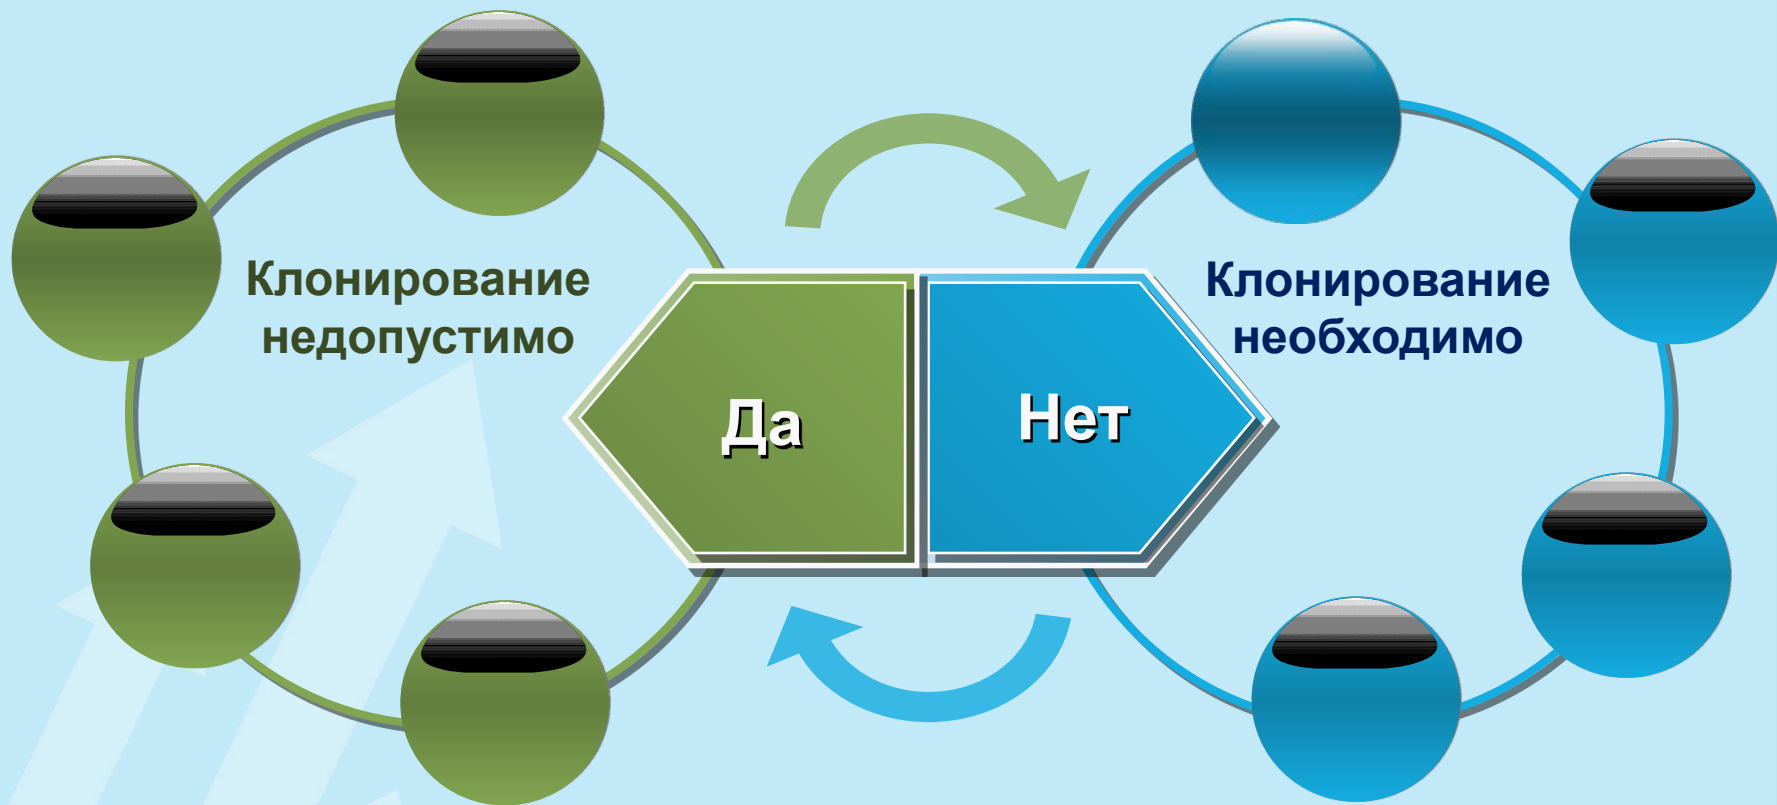 Клонирование
недопустимо
Да
Нет
Клонирование
необходимо